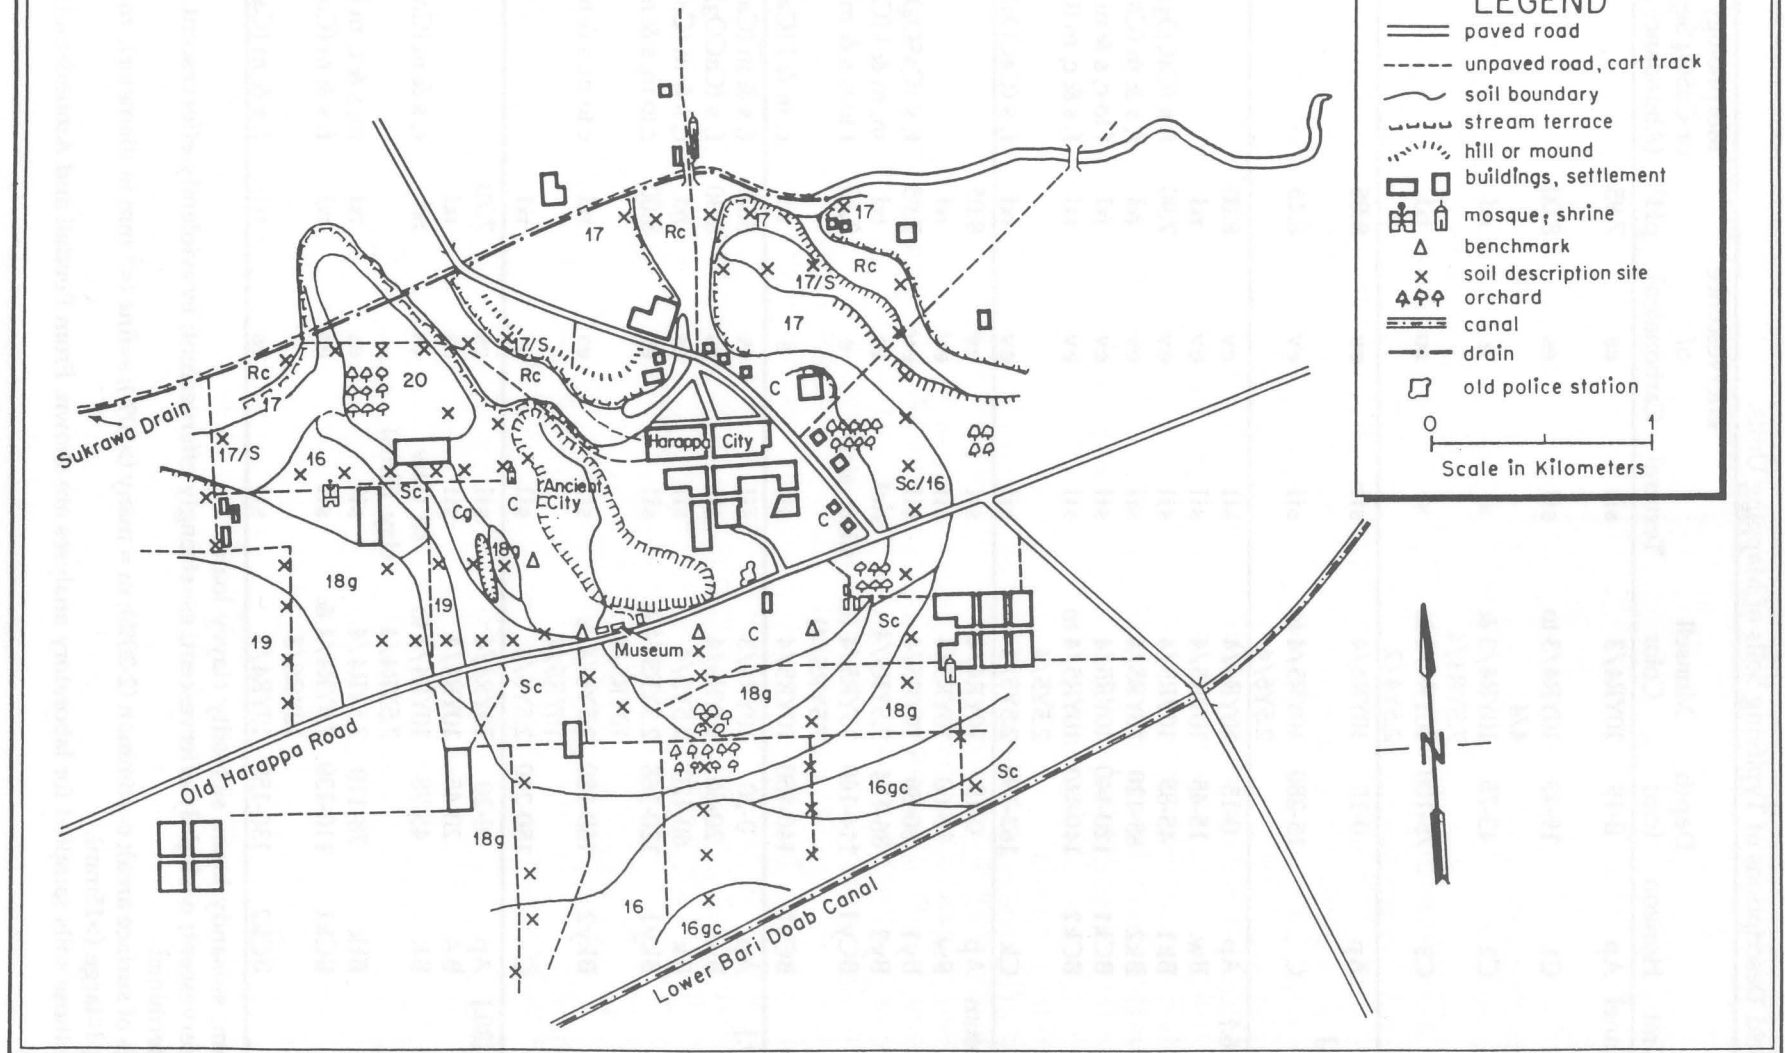 LEGEND
paved road
unpaved road, cart track
soil boundary
stream terrace
hill or mound
buildings, settlement
mosque, shrine
benchmark
soil description site
orchard
canal
drain
old police station
0 1
Scale in Kilometers
N
17
Rc
17
17
Rc
17/S
17
17/S
Rc
Rc
20
17
C
Sukrawa Drain
17/S
16
Harappa City
Sc
Cg
C
Ancient City
Sc/16
C
18g
18g
19
19
Sc
Museum
C
Sc
18g
18g
Old Harappa Road
Sc
16gc
18g
16
16gc
Lower Bari Doab Canal